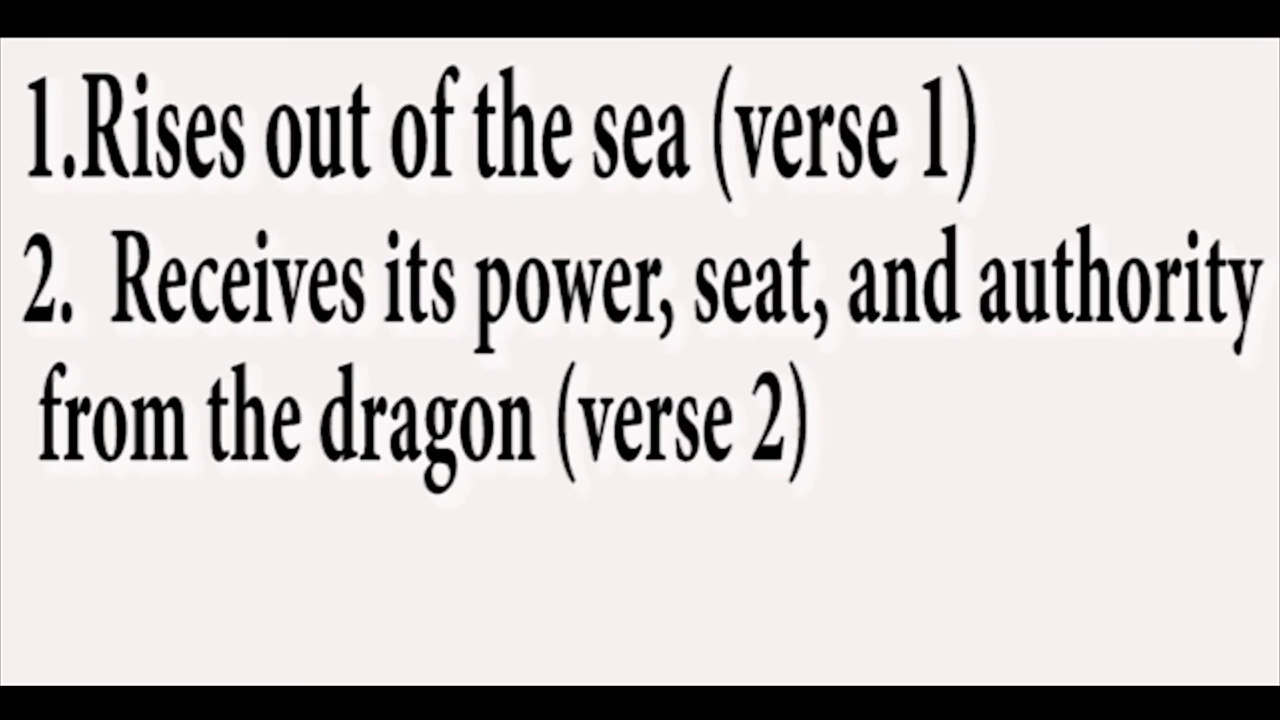 1.Rises out of the sea (verse 1)
2. Receives its power, seat, and authority
from the dragon (verse 2)